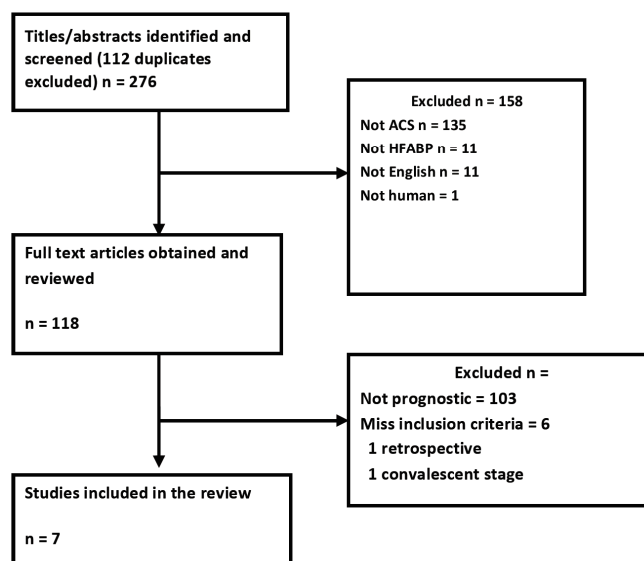 Titles/abstracts identified and
screened (112 duplicates
excluded) n = 276
Excluded n = 158
Not ACS n = 135
Not HFABP n = 11
Not English n = 11
Not human = 1
Full text articles obtained and
reviewed
n = 118
Excluded n =
Not prognostic = 103
Miss inclusion criteria = 6
1 retrospective
1 convalescent stage
Studies included in the review
n = 7